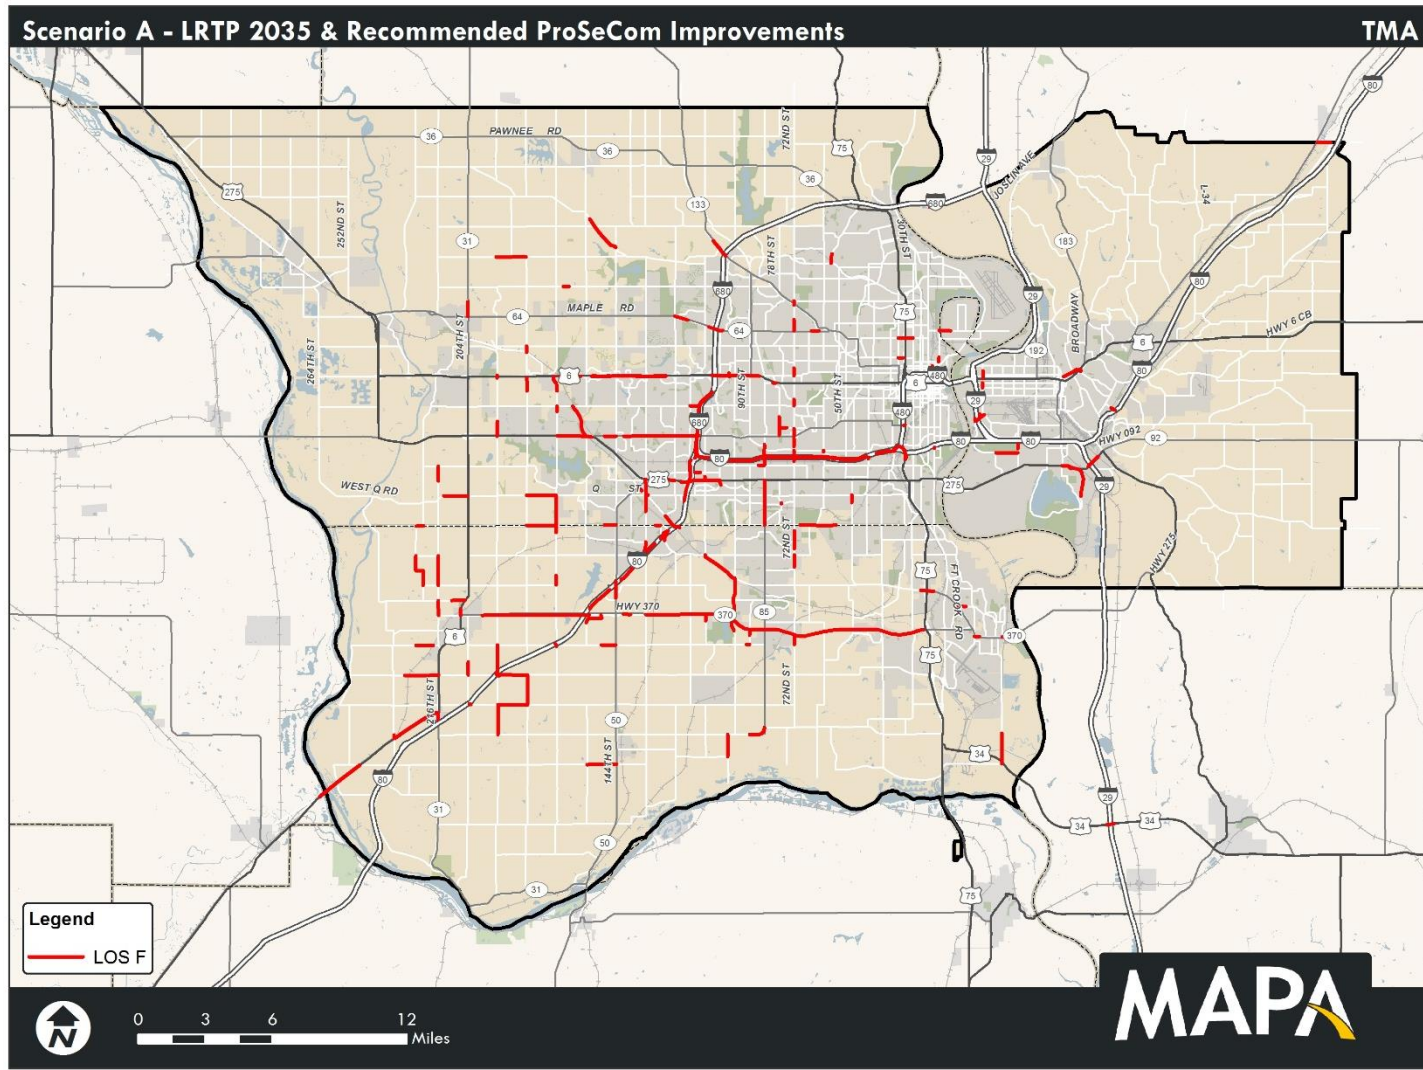 Scenario A - LRTP 2035 & Recommended ProSeCom Improvements
TMA
80
PAWNEE RD
36
36
72ND ST
75
29
JOSLIN AVE
36
275
252ND ST
133
680
L-34
30TH ST
31
78TH ST
183
80
680
29
264TH ST
204TH ST
64
MAPLE RD
64
75
BROADWAY
HWY 6 CB
6
192
6
90TH ST
50TH ST
6
480
80
29
680
480
80
80
80
HWY 092
92
WEST Q RD
275
Q ST
275
29
72ND ST
HWY 275
80
75
FT CROOK RD
HWY 370
370
85
6
370
75
216TH ST
72ND ST
50
144TH ST
34
80
31
29
34
34
50
31
75
Legend
LOS F
N
0 3 6 12
Miles
MAPA